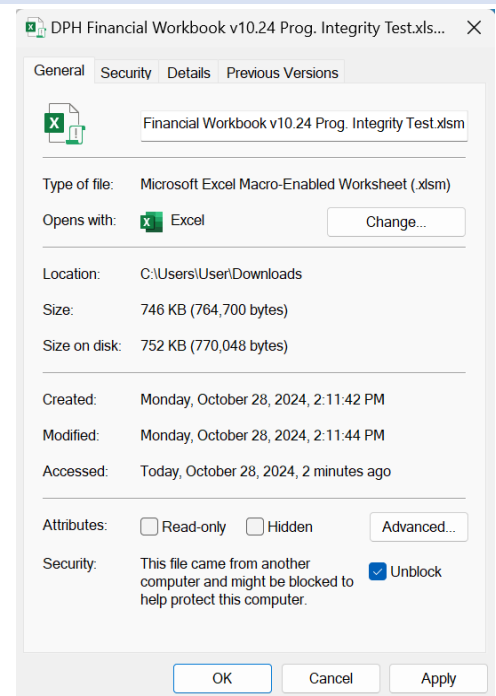 DPH Financial Workbook v10.24 Prog. Integrity Test.xls...
General Security Details Previous Versions
Financial Workbook v10.24 Prog. Integrity Test.xlsm
Type of file: Microsoft Excel Macro-Enabled Worksheet (.xlsm)
Opens with: Excel Change...
Location: C:\Users\User\Downloads
Size: 746 KB (764,700 bytes)
Size on disk: 752 KB (770,048 bytes)
Created: Monday, October 28, 2024, 2:11:42 PM
Modified: Monday, October 28, 2024, 2:11:44 PM
Accessed: Today, October 28, 2024, 2 minutes ago
Attributes: Read-only Hidden Advanced...
Security: This file came from another
computer and might be blocked to
help protect this computer.
Unblock
OK Cancel Apply